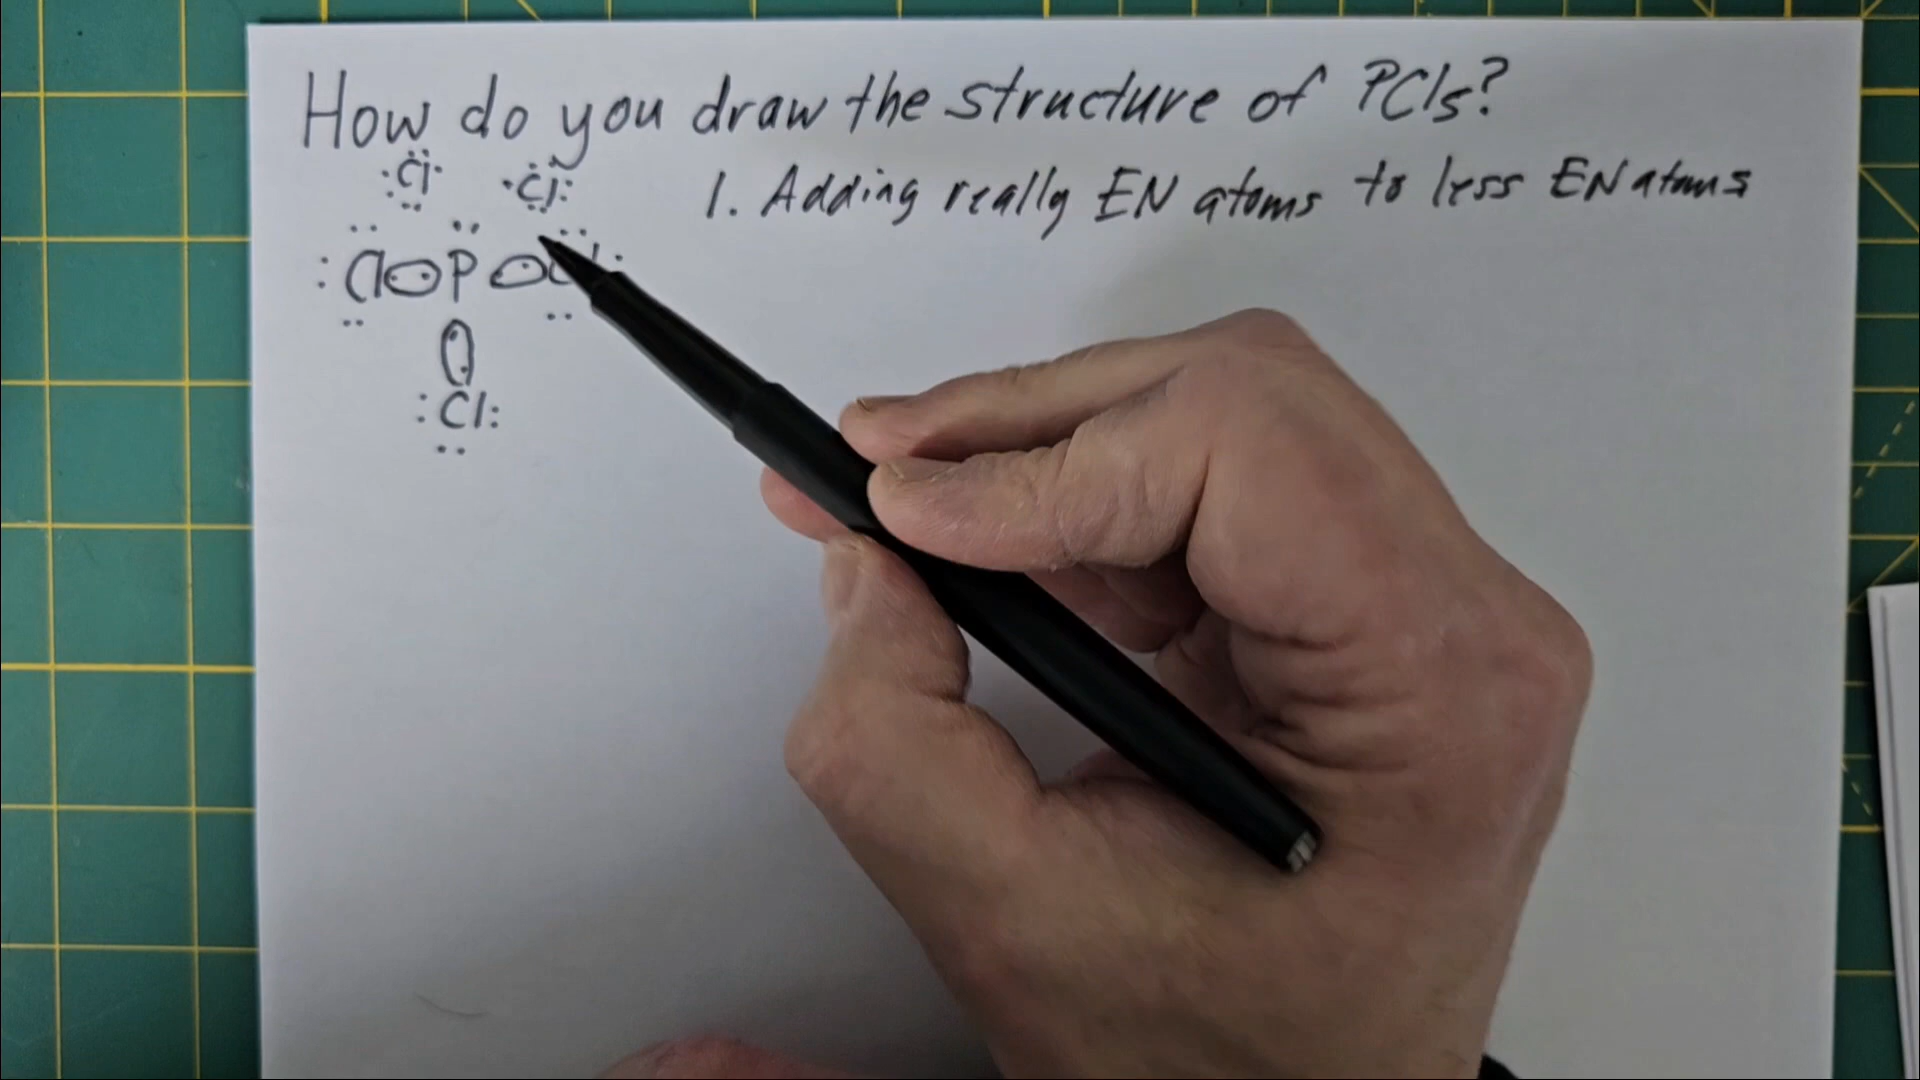 How do you draw the structure of PCl5?
Cl Cl
1. Adding really EN atoms to less EN atoms
Cl P Cl
Cl